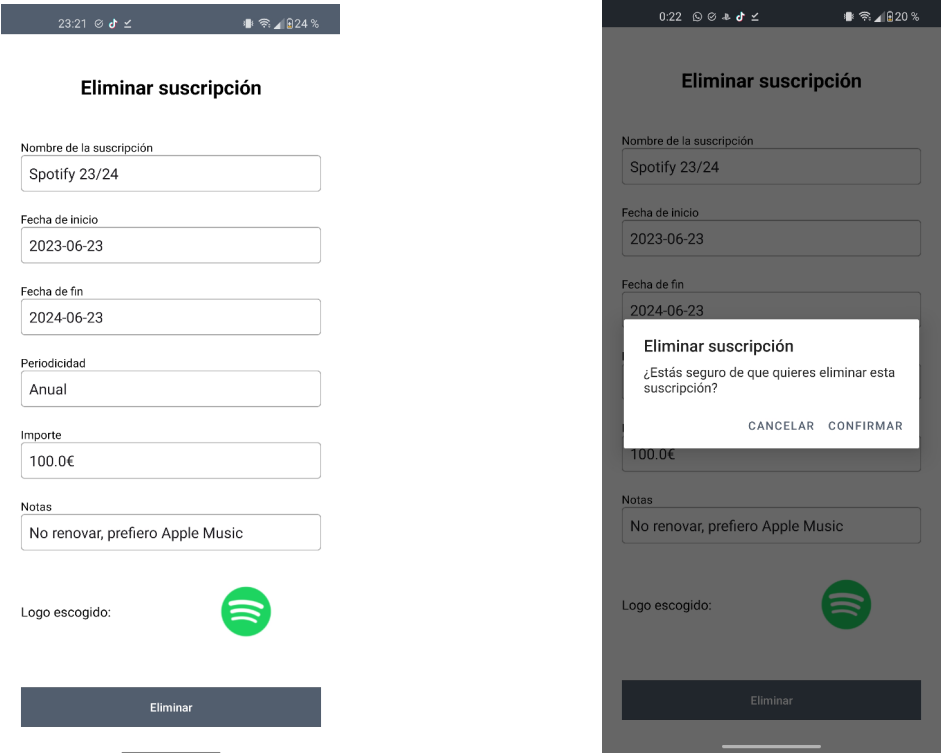 23:21
24 %
Eliminar suscripción
Nombre de la suscripción
Spotify 23/24
Fecha de inicio
2023-06-23
Fecha de fin
2024-06-23
Periodicidad
Anual
Importe
100.0€
Notas
No renovar, prefiero Apple Music
Logo escogido:
Eliminar
0:22
20 %
Eliminar suscripción
Nombre de la suscripción
Spotify 23/24
Fecha de inicio
2023-06-23
Fecha de fin
2024-06-23
Eliminar suscripción
¿Estás seguro de que quieres eliminar esta
suscripción?
CANCELAR CONFIRMAR
100.0€
Notas
No renovar, prefiero Apple Music
Logo escogido:
Eliminar